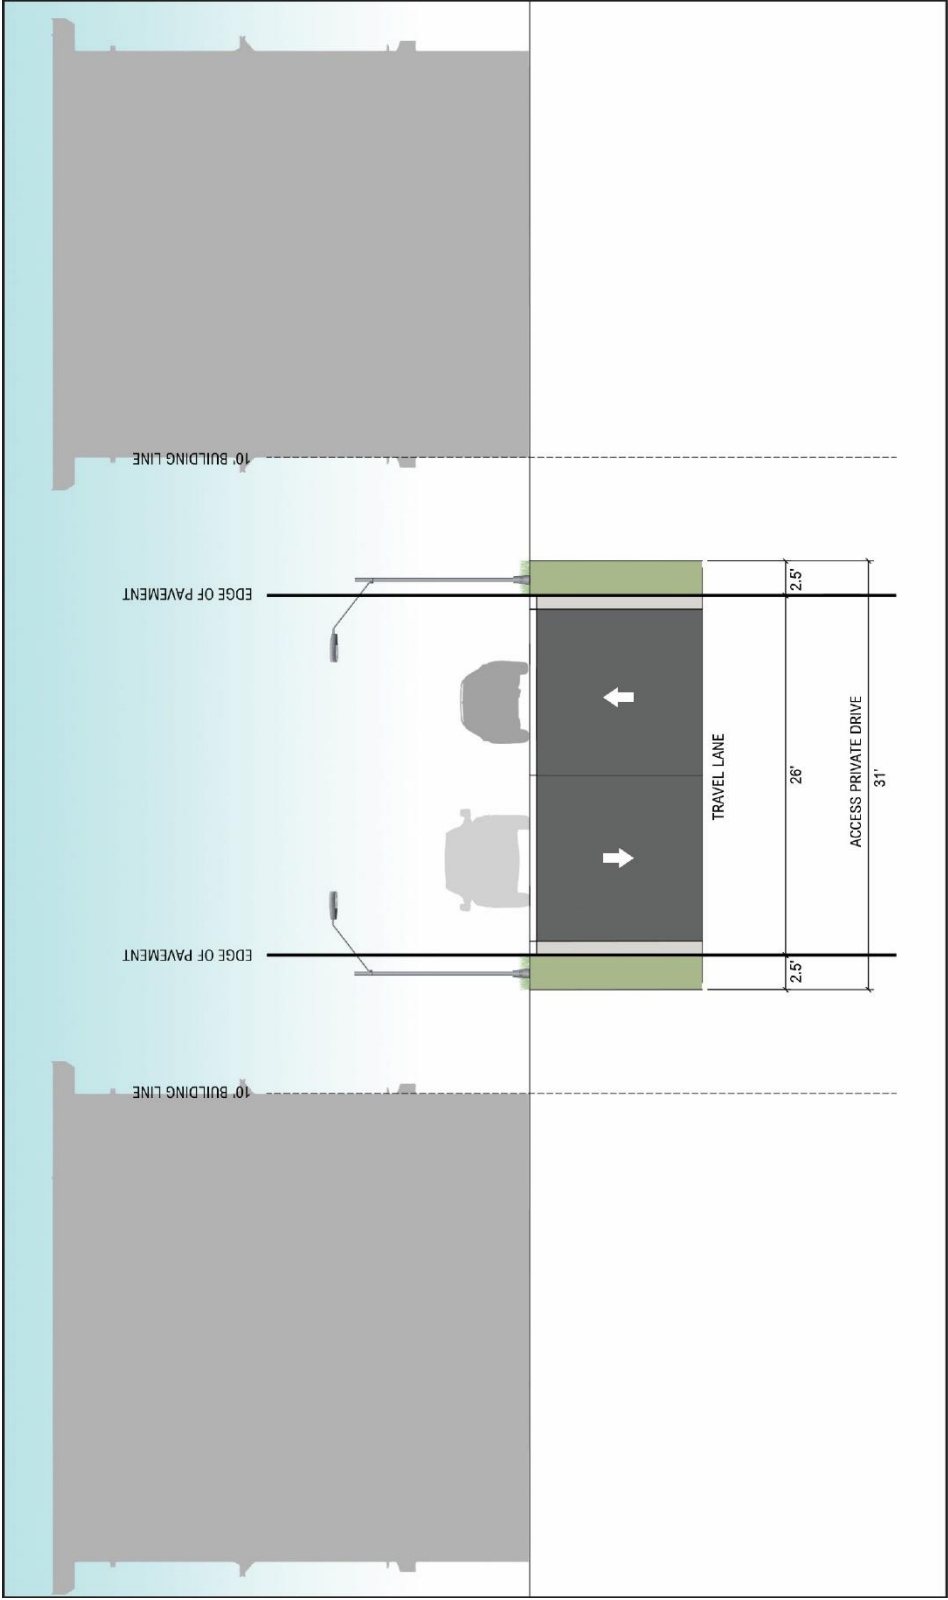 10' BUILDING LINE
EDGE OF PAVEMENT
EDGE OF PAVEMENT
10' BUILDING LINE
TRAVEL LANE
2.5'
26'
2.5'
ACCESS PRIVATE DRIVE
31'